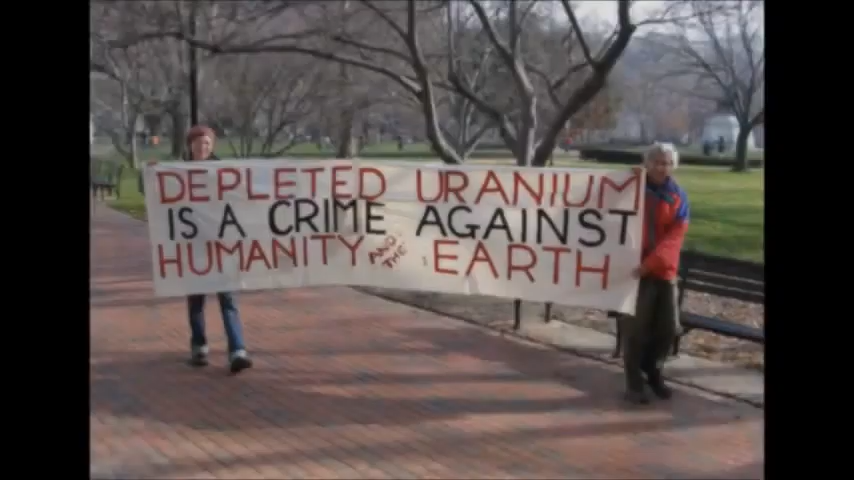 DEPLETED URANIUM
IS A CRIME AGAINST
HUMANITY AND THE EARTH